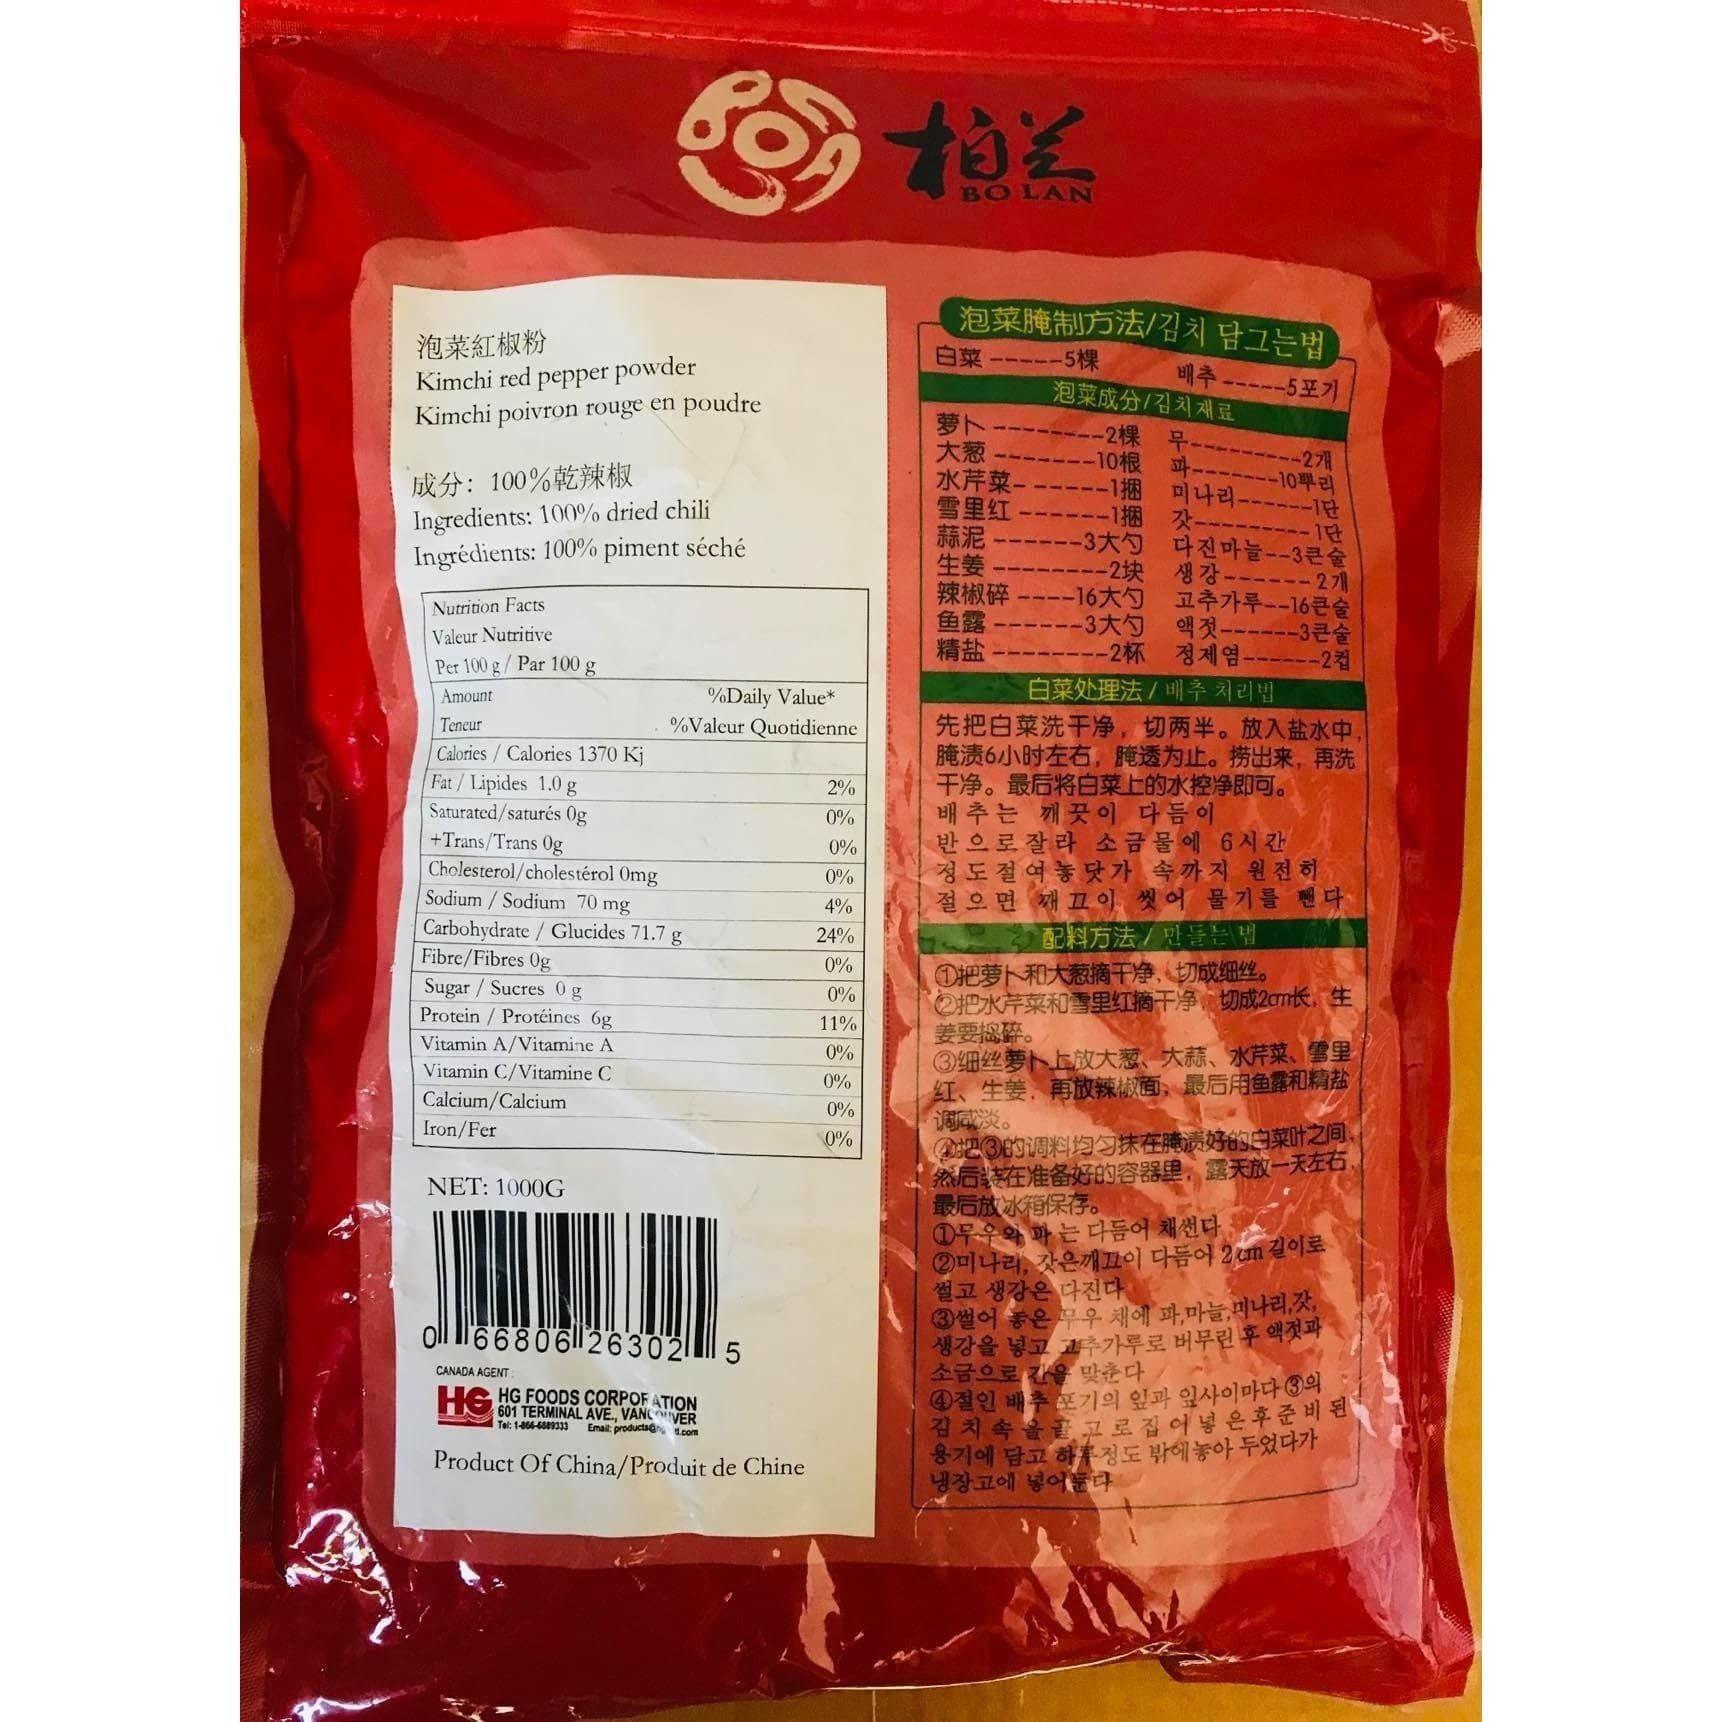 柏兰
BO LAN
泡菜紅椒粉
Kimchi red pepper powder
Kimchi poivron rouge en poudre
成分：100%乾辣椒
Ingredients: 100% dried chili
Ingrédients: 100% piment séché
Nutrition Facts
Valeur Nutritive
Per 100 g / Par 100 g
Amount %Daily Value*
Teneur %Valeur Quotidienne
Calories / Calories 1370 Kj
Fat / Lipides 1.0 g 2%
Saturated/saturés 0g 0%
+Trans/Trans 0g 0%
Cholesterol/cholestérol 0mg 0%
Sodium / Sodium 70 mg 4%
Carbohydrate / Glucides 71.7 g 24%
Fibre/Fibres 0g 0%
Sugar / Sucres 0 g 0%
Protein / Protéines 6g 11%
Vitamin A/Vitamine A 0%
Vitamin C/Vitamine C 0%
Calcium/Calcium 0%
Iron/Fer 0%
NET: 1000G
0 66806 26302 5
CANADA AGENT:
HG HG FOODS CORPORATION
601 TERMINAL AVE., VANCOUVER
Tel: 1-866-6689333 Email:
Product Of China/Produit de Chine
泡菜腌制方法/김치 담그는법
白菜 -----5棵 배추 -----5포기
泡菜成分/김치재료
萝卜 --------2棵 무---------2개
大葱 -------10根 파------10뿌리
水芹菜-------1捆 미나리------1단
雪里红 ------1捆 갓---------1단
蒜泥 ------3大勺 다진마늘--3큰술
生姜 --------2块 생강-------2개
辣椒碎 ----16大勺 고추가루--16큰술
鱼露 ------3大勺 액젓------3큰술
精盐 --------2杯 정제염------2컵
白菜处理法 / 배추 처리법
先把白菜洗干净，切两半。放入盐水中，
腌渍6小时左右，腌透为止。捞出来，再洗
干净。最后将白菜上的水控净即可。
배추는 깨끗이 다듬이
반으로잘라 소금물에 6시간
정도절여놓닷가 속까지 원전히
절으면 깨끄이 씻어 물기를 뺀다
配料方法 / 만들는법
①把萝卜和大葱摘干净、切成细丝。
②把水芹菜和雪里红摘干净 切成2cm长，生
姜要捣碎。
③细丝萝卜上放大葱、大蒜、水芹菜、雪里
红、生姜，再放辣椒面，最后用鱼露和精盐
调咸淡。
④把③的调料均匀抹在腌渍好的白菜叶之间，
然后装在准备好的容器里，露天放一天左右，
最后放冰箱保存。
①무우와 파 는 다듬어 채썬다
②미나리, 갓은깨끄이 다듬어 2cm 길이로
썰고 생강은 다진다
③썰어 놓은 무우 채에 파,마늘,미나리,갓,
생강을 넣고 고추가루로 버무린 후 액젓과
소금으로 간을 맞춘다
④절인 배추 포기의 잎과 잎사이마다 ③의
김치속을골고로집어넣은후준비된
용기에 담고 하루정도 밖에놓아 두었다가
냉장고에 넣어둔다